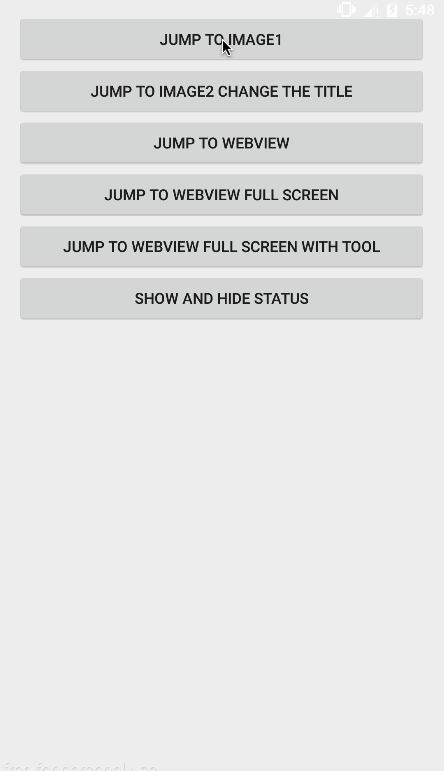 5:48
JUMP TO IMAGE1
JUMP TO IMAGE2 CHANGE THE TITLE
JUMP TO WEBVIEW
JUMP TO WEBVIEW FULL SCREEN
JUMP TO WEBVIEW FULL SCREEN WITH TOOL
SHOW AND HIDE STATUS